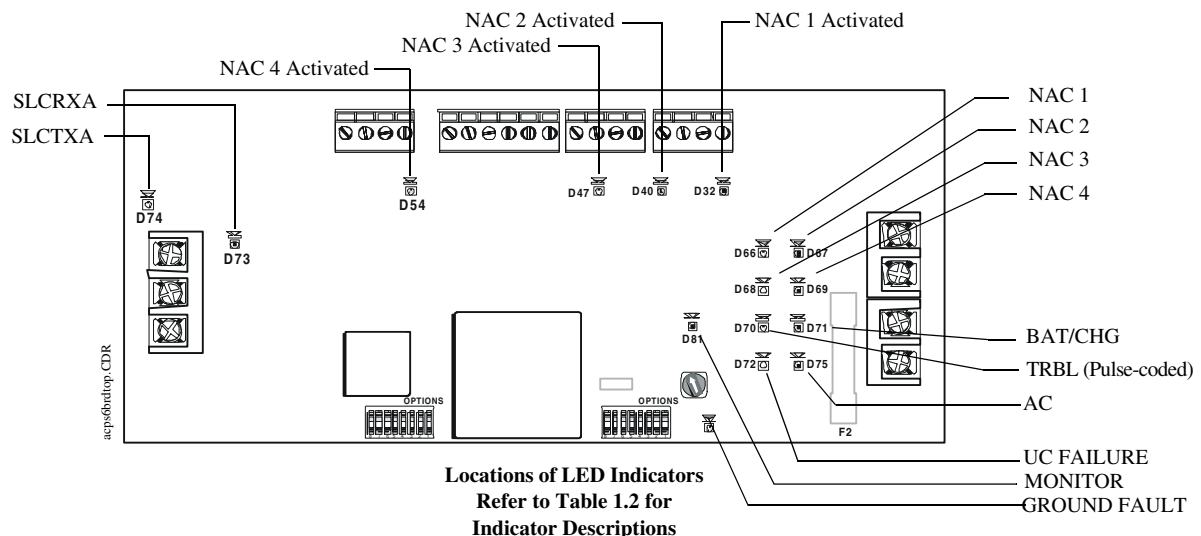 NAC 2 Activated
NAC 1 Activated
NAC 3 Activated
NAC 4 Activated
SLCRXA
SLCTXA
NAC 1
NAC 2
NAC 3
NAC 4
D74
D73
D54
D47
D40
D32
D66
D67
D68
D69
D70
D71
D72
D75
D81
BAT/CHG
TRBL (Pulse-coded)
AC
UC FAILURE
MONITOR
GROUND FAULT
OPTIONS
OPTIONS
F2
acps6brdtop.CDR
Locations of LED Indicators
Refer to Table 1.2 for
Indicator Descriptions